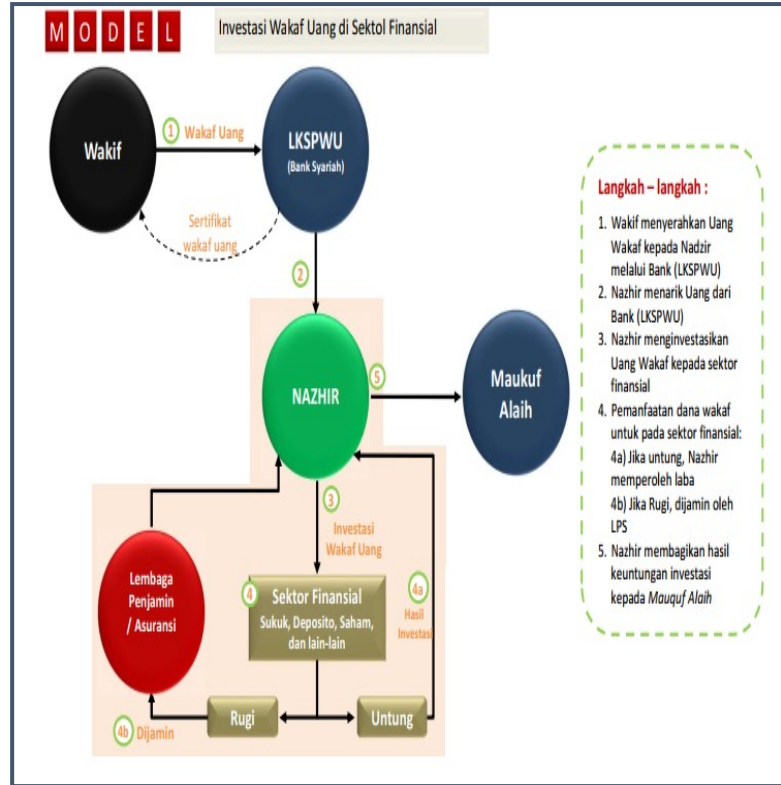 MODEL
Investasi Wakaf Uang di Sektol Finansial
Wakif
1 Wakaf Uang
LKSPWU
(Bank Syariah)
Sertifikat
wakaf uang
2
NAZHIR
5
Maukuf
Alaih
3
Investasi
Wakaf Uang
4
Sektor Finansial
Sukuk, Deposito, Saham,
dan lain-lain
4a
Hasil
Investasi
Lembaga
Penjamin
/ Asuransi
Rugi
Untung
4b Dijamin
Langkah – langkah :
1. Wakif menyerahkan Uang
Wakaf kepada Nadzir
melalui Bank (LKSPWU)
2. Nazhir menarik Uang dari
Bank (LKSPWU)
3. Nazhir menginvestasikan
Uang Wakaf kepada sektor
finansial
4. Pemanfaatan dana wakaf
untuk pada sektor finansial:
4a) Jika untung, Nazhir
memperoleh laba
4b) Jika Rugi, dijamin oleh
LPS
5. Nazhir membagikan hasil
keuntungan investasi
kepada Mauquf Alaih